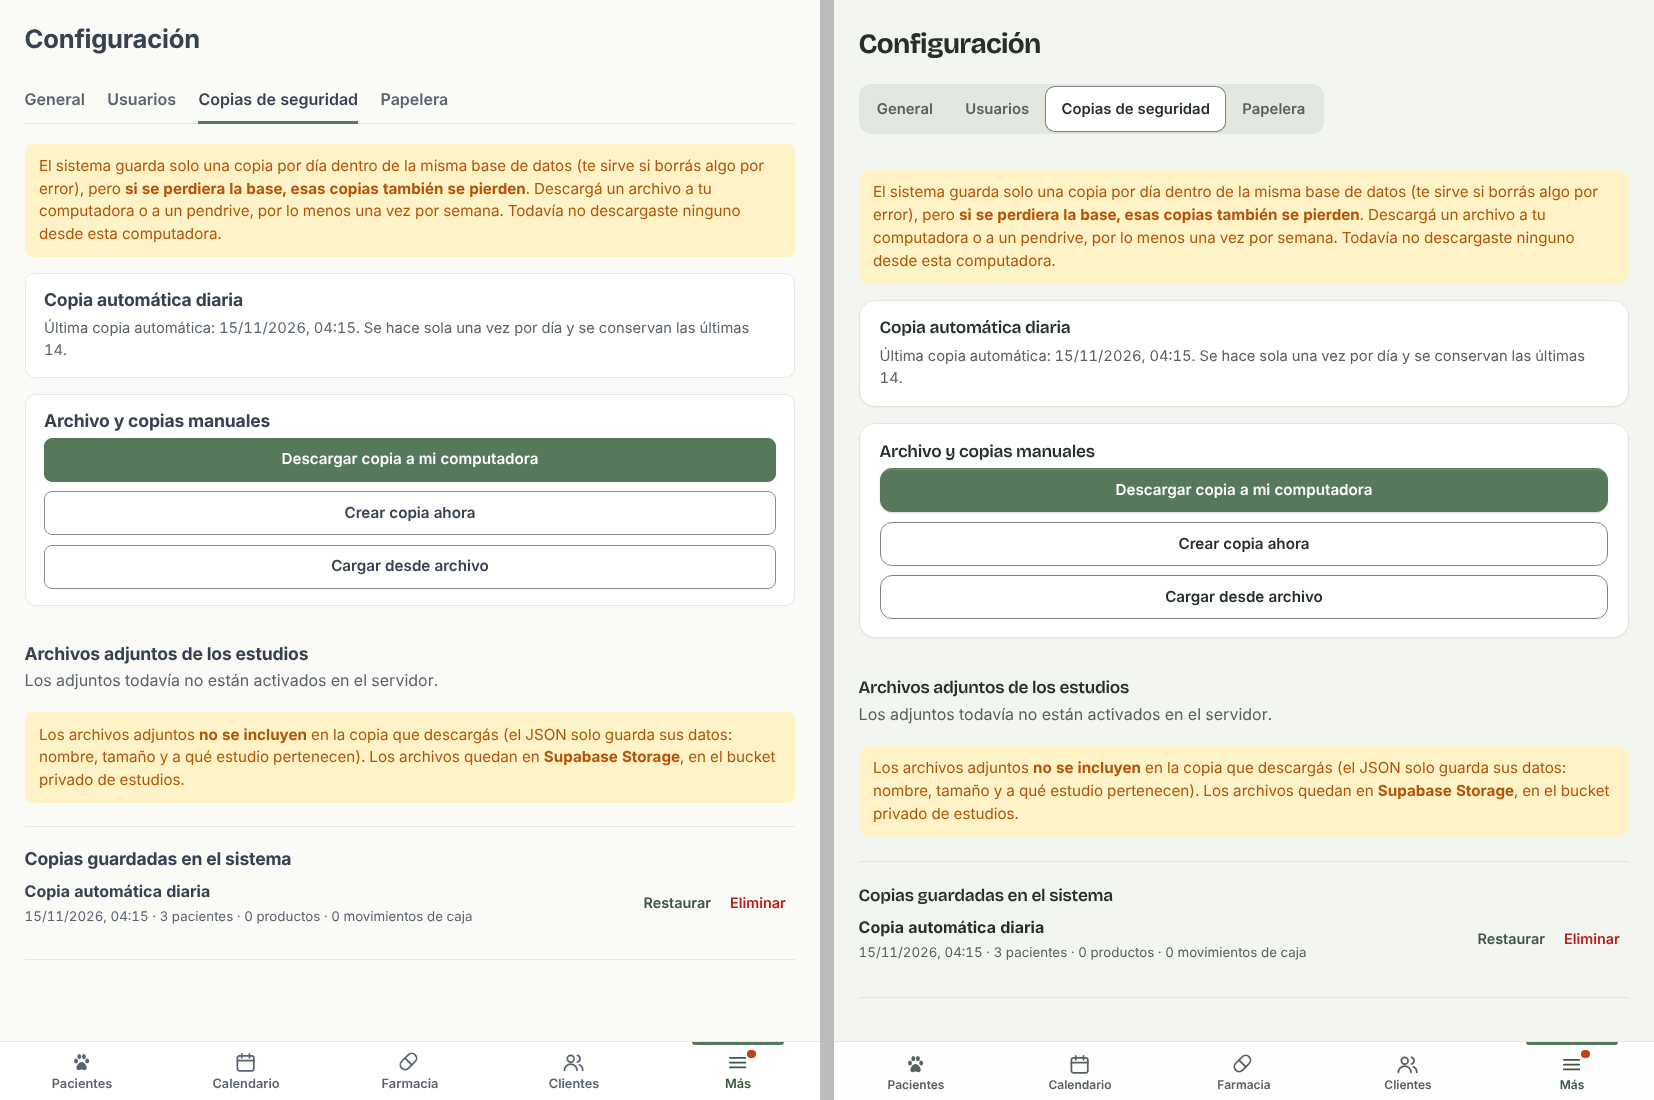 Configuración
General Usuarios Copias de seguridad Papelera
El sistema guarda solo una copia por día dentro de la misma base de datos (te sirve si borrás algo por
error), pero si se perdiera la base, esas copias también se pierden. Descargá un archivo a tu
computadora o a un pendrive, por lo menos una vez por semana. Todavía no descargaste ninguno
desde esta computadora.
Copia automática diaria
Última copia automática: 15/11/2026, 04:15. Se hace sola una vez por día y se conservan las últimas
14.
Archivo y copias manuales
Descargar copia a mi computadora
Crear copia ahora
Cargar desde archivo
Archivos adjuntos de los estudios
Los adjuntos todavía no están activados en el servidor.
Los archivos adjuntos no se incluyen en la copia que descargás (el JSON solo guarda sus datos:
nombre, tamaño y a qué estudio pertenecen). Los archivos quedan en Supabase Storage, en el bucket
privado de estudios.
Copias guardadas en el sistema
Copia automática diaria
15/11/2026, 04:15 · 3 pacientes · 0 productos · 0 movimientos de caja
Restaurar Eliminar
Pacientes Calendario Farmacia Clientes Más
Configuración
General Usuarios Copias de seguridad Papelera
El sistema guarda solo una copia por día dentro de la misma base de datos (te sirve si borrás algo por
error), pero si se perdiera la base, esas copias también se pierden. Descargá un archivo a tu
computadora o a un pendrive, por lo menos una vez por semana. Todavía no descargaste ninguno
desde esta computadora.
Copia automática diaria
Última copia automática: 15/11/2026, 04:15. Se hace sola una vez por día y se conservan las últimas
14.
Archivo y copias manuales
Descargar copia a mi computadora
Crear copia ahora
Cargar desde archivo
Archivos adjuntos de los estudios
Los adjuntos todavía no están activados en el servidor.
Los archivos adjuntos no se incluyen en la copia que descargás (el JSON solo guarda sus datos:
nombre, tamaño y a qué estudio pertenecen). Los archivos quedan en Supabase Storage, en el bucket
privado de estudios.
Copias guardadas en el sistema
Copia automática diaria
15/11/2026, 04:15 · 3 pacientes · 0 productos · 0 movimientos de caja
Restaurar Eliminar
Pacientes Calendario Farmacia Clientes Más